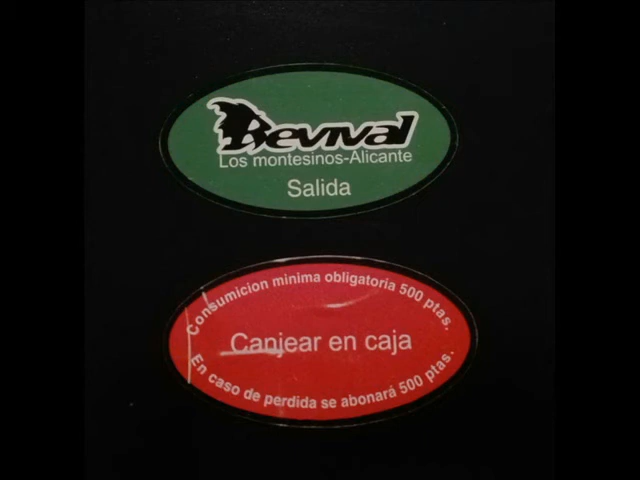 Revival
Los montesinos-Alicante
Salida
Consumicion minima obligatoria 500 ptas.
Canjear en caja
En caso de perdida se abonará 500 ptas.